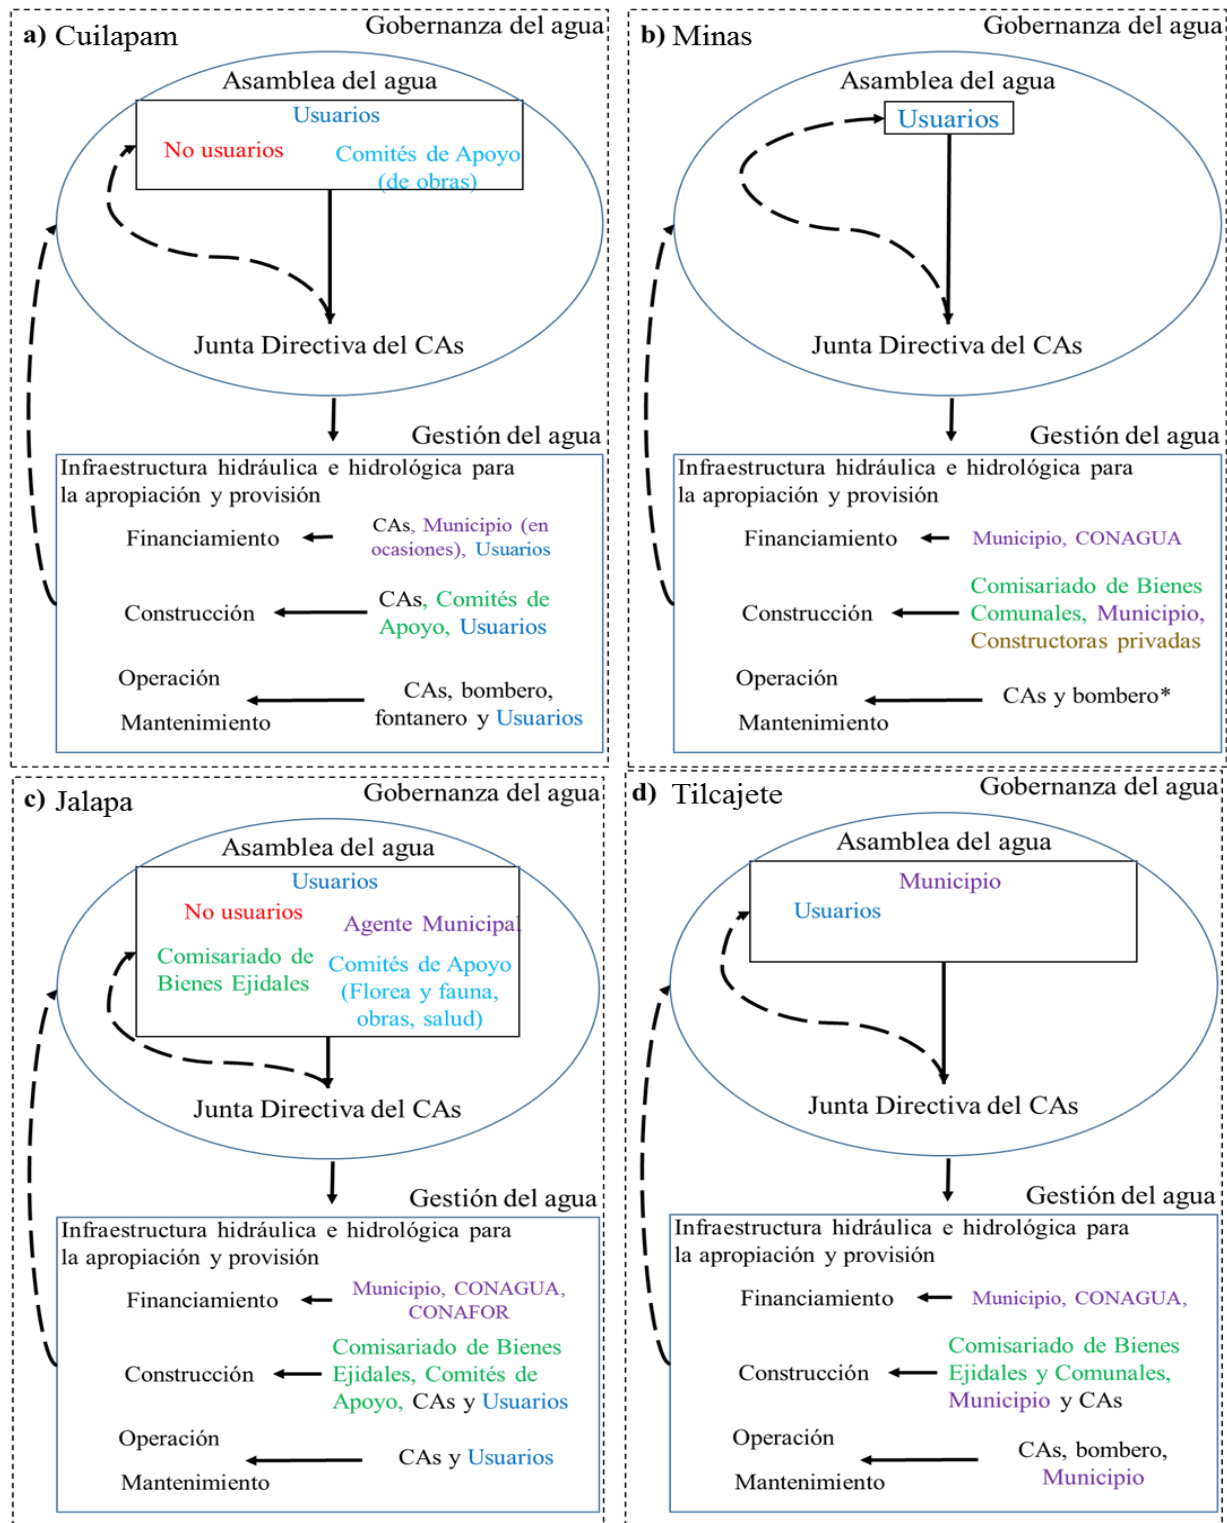 a) Cuilapam
Gobernanza del agua
Asamblea del agua
Usuarios
No usuarios
Comités de Apoyo
(de obras)
Junta Directiva del CAs
Gestión del agua
Infraestructura hidráulica e hidrológica para
la apropiación y provisión
Financiamiento
CAs, Municipio (en
ocasiones), Usuarios
Construcción
CAs, Comités de
Apoyo, Usuarios
Operación
Mantenimiento
CAs, bombero,
fontanero y Usuarios
b) Minas
Gobernanza del agua
Asamblea del agua
Usuarios
Junta Directiva del CAs
Gestión del agua
Infraestructura hidráulica e hidrológica para
la apropiación y provisión
Financiamiento
Municipio, CONAGUA
Construcción
Comisariado de Bienes
Comunales, Municipio,
Constructoras privadas
Operación
Mantenimiento
CAs y bombero*
c) Jalapa
Gobernanza del agua
Asamblea del agua
Usuarios
No usuarios
Agente Municipal
Comisariado de
Bienes Ejidales
Comités de Apoyo
(Florea y fauna,
obras, salud)
Junta Directiva del CAs
Gestión del agua
Infraestructura hidráulica e hidrológica para
la apropiación y provisión
Financiamiento
Municipio, CONAGUA,
CONAFOR
Construcción
Comisariado de Bienes
Ejidales, Comités de
Apoyo, CAs y Usuarios
Operación
Mantenimiento
CAs y Usuarios
d) Tilcajete
Gobernanza del agua
Asamblea del agua
Municipio
Usuarios
Junta Directiva del CAs
Gestión del agua
Infraestructura hidráulica e hidrológica para
la apropiación y provisión
Financiamiento
Municipio, CONAGUA,
Construcción
Comisariado de Bienes
Ejidales y Comunales,
Municipio y CAs
Operación
Mantenimiento
CAs, bombero,
Municipio